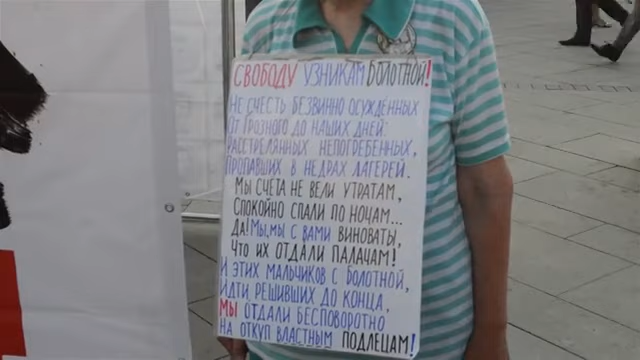 СВОБОДУ УЗНИКАМ БОЛОТНОЙ!
НЕ СЧЕСТЬ БЕЗВИННО ОСУЖДЕННЫХ
ОТ ГРОЗНОГО ДО НАШИХ ДНЕЙ:
РАССТРЕЛЯННЫХ НЕПОГРЕБЕННЫХ,
ПРОПАВШИХ В НЕДРАХ ЛАГЕРЕЙ.
МЫ СЧЕТА НЕ ВЕЛИ УТРАТАМ,
СПОКОЙНО СПАЛИ ПО НОЧАМ...
ДА! МЫ, МЫ С ВАМИ ВИНОВАТЫ,
ЧТО ИХ ОТДАЛИ ПАЛАЧАМ!
И ЭТИХ МАЛЬЧИКОВ С БОЛОТНОЙ,
ИДТИ РЕШИВШИХ ДО КОНЦА,
МЫ ОТДАЛИ БЕСПОВОРОТНО
НА ОТКУП ВЛАСТНЫМ ПОДЛЕЦАМ!